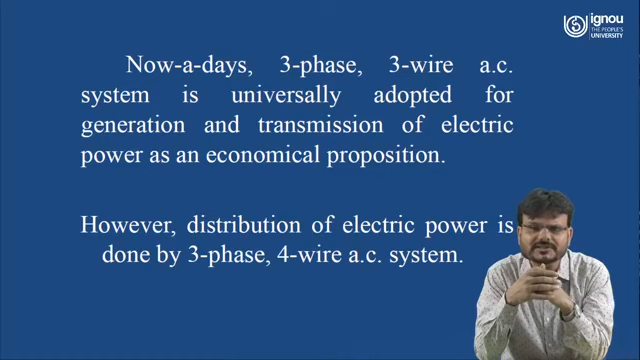 ignou
THE PEOPLE'S
UNIVERSITY
Now-a-days, 3-phase, 3-wire a.c.
system is universally adopted for
generation and transmission of electric
power as an economical proposition.
However, distribution of electric power is
done by 3-phase, 4-wire a.c. system.